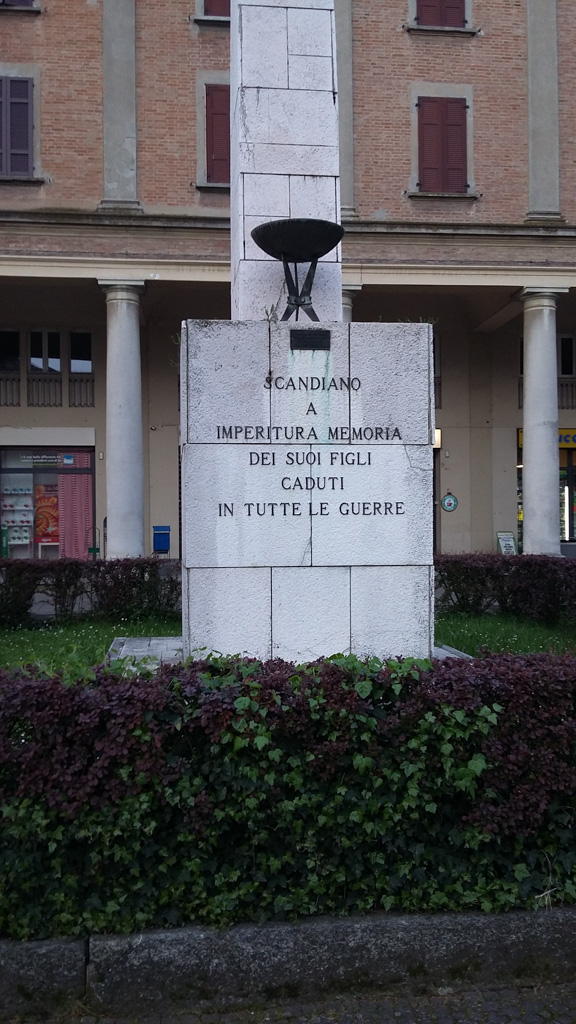 SCANDIANO
A
IMPERITURA MEMORIA
DEI SUOI FIGLI
CADUTI
IN TUTTE LE GUERRE